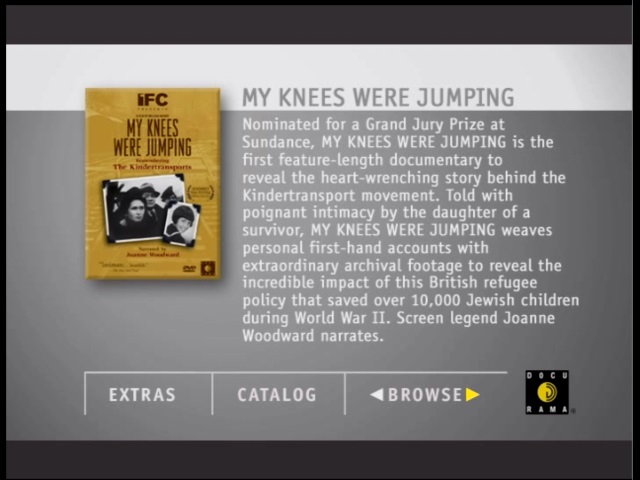 MY KNEES WERE JUMPING
Nominated for a Grand Jury Prize at
Sundance, MY KNEES WERE JUMPING is the
first feature-length documentary to
reveal the heart-wrenching story behind the
Kindertransport movement. Told with
poignant intimacy by the daughter of a
survivor, MY KNEES WERE JUMPING weaves
personal first-hand accounts with
extraordinary archival footage to reveal the
incredible impact of this British refugee
policy that saved over 10,000 Jewish children
during World War II. Screen legend Joanne
Woodward narrates.
iFC
MY KNEES
WERE JUMPING
Remembering
The Kindertransports
Narrated by
Joanne Woodward
DVD
EXTRAS
CATALOG
BROWSE
DOCU
RAMA